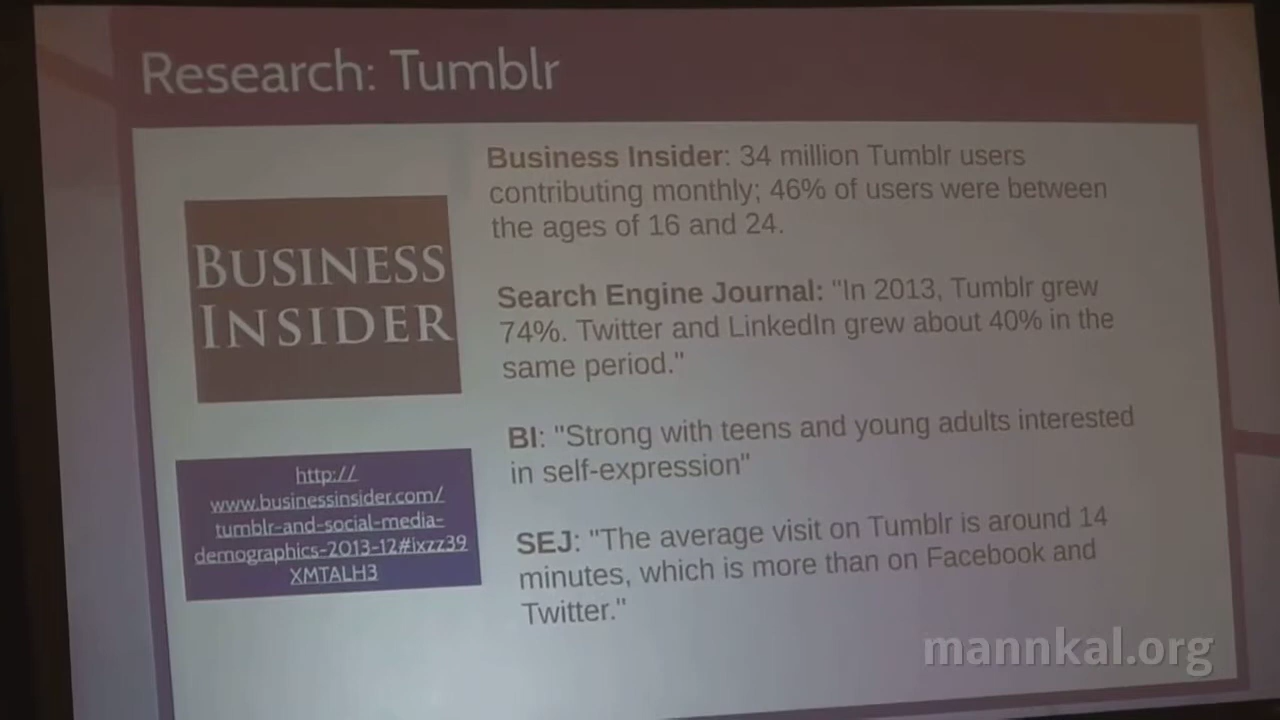 Research: Tumblr
BUSINESS
INSIDER
http://
www.businessinsider.com/
tumblr-and-social-media-
demographics-2013-12#ixzz39
XMTALH3
Business Insider: 34 million Tumblr users
contributing monthly; 46% of users were between
the ages of 16 and 24.
Search Engine Journal: "In 2013, Tumblr grew
74%. Twitter and LinkedIn grew about 40% in the
same period."
BI: "Strong with teens and young adults interested
in self-expression"
SEJ: "The average visit on Tumblr is around 14
minutes, which is more than on Facebook and
Twitter."
mannkal.org